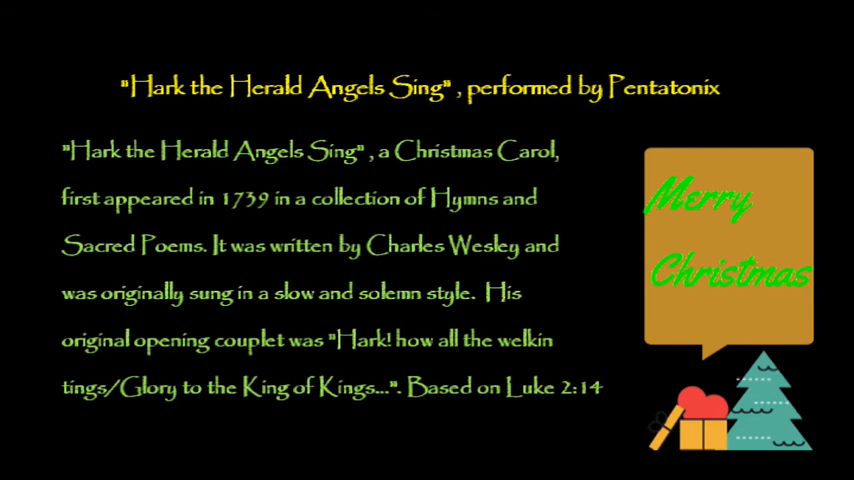 "Hark the Herald Angels Sing" , performed by Pentatonix
"Hark the Herald Angels Sing" , a Christmas Carol,
first appeared in 1739 in a collection of Hymns and
Sacred Poems. It was written by Charles Wesley and
was originally sung in a slow and solemn style.  His
original opening couplet was "Hark! how all the welkin
tings/Glory to the King of Kings...". Based on Luke 2:14
Merry
Christmas